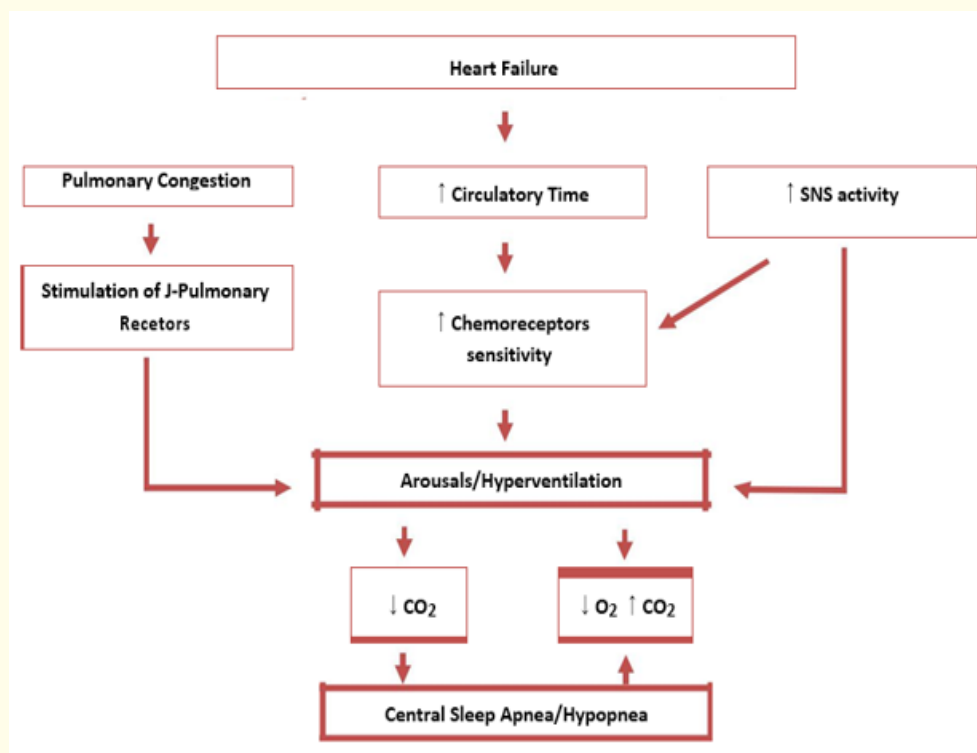 Heart Failure
Pulmonary Congestion
↑ Circulatory Time
↑ SNS activity
Stimulation of J-Pulmonary
Recetors
↑ Chemoreceptors
sensitivity
Arousals/Hyperventilation
↓ CO2
↓ O2 ↑ CO2
Central Sleep Apnea/Hypopnea